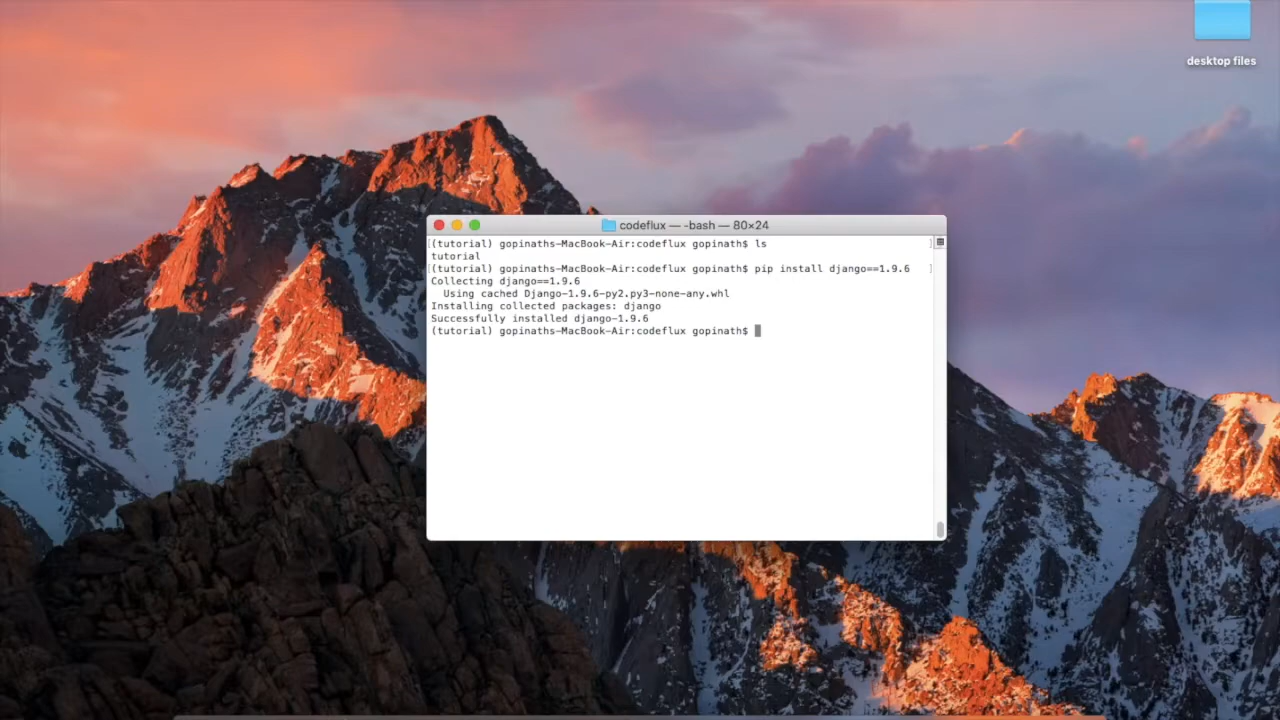 desktop files
codeflux — -bash — 80×24
[(tutorial) gopinaths-MacBook-Air:codeflux gopinath$ ls ]
tutorial
[(tutorial) gopinaths-MacBook-Air:codeflux gopinath$ pip install django==1.9.6 ]
Collecting django==1.9.6
  Using cached Django-1.9.6-py2.py3-none-any.whl
Installing collected packages: django
Successfully installed django-1.9.6
(tutorial) gopinaths-MacBook-Air:codeflux gopinath$